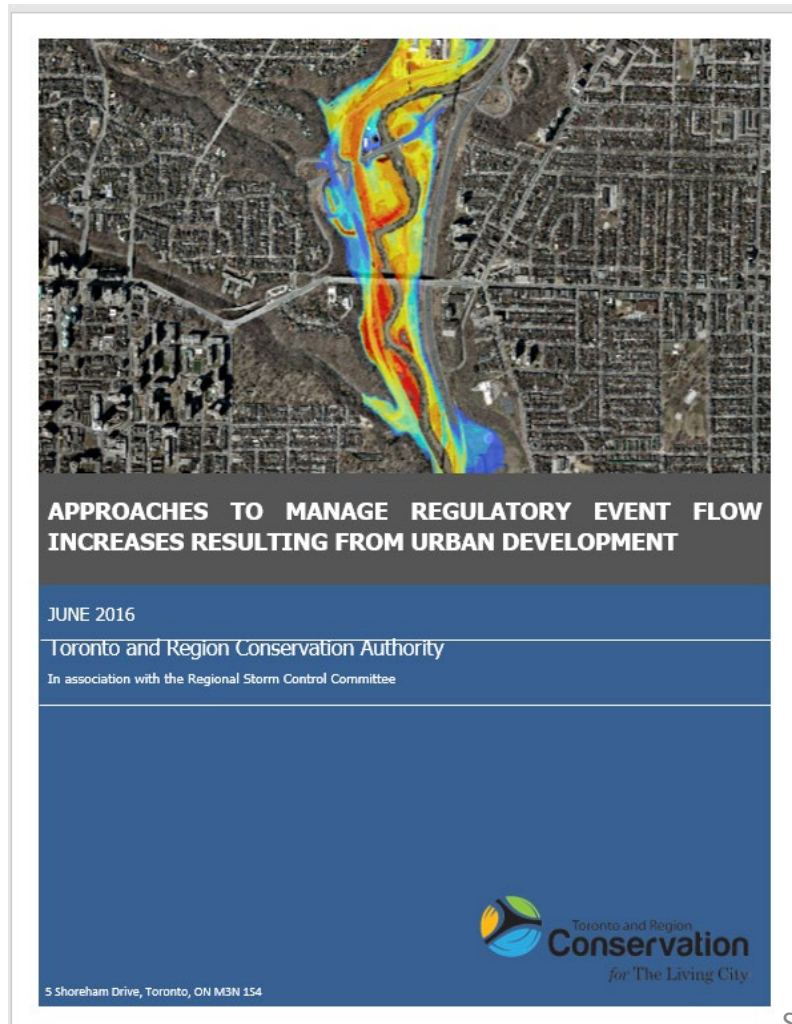 APPROACHES TO MANAGE REGULATORY EVENT FLOW
INCREASES RESULTING FROM URBAN DEVELOPMENT
JUNE 2016
Toronto and Region Conservation Authority
In association with the Regional Storm Control Committee
Toronto and Region
Conservation
for The Living City
5 Shoreham Drive, Toronto, ON M3N 1S4